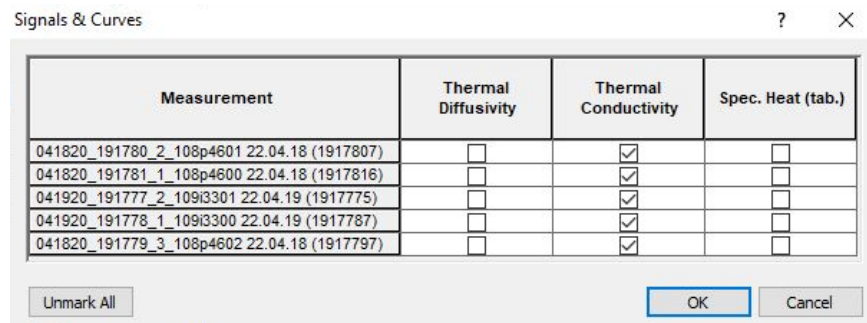 Signals & Curves ? ✕
Measurement Thermal Diffusivity Thermal Conductivity Spec. Heat (tab.)
041820_191780_2_108p4601 22.04.18 (1917807)
041820_191781_1_108p4600 22.04.18 (1917816)
041920_191777_2_109i3301 22.04.19 (1917775)
041920_191778_1_109i3300 22.04.19 (1917787)
041820_191779_3_108p4602 22.04.18 (1917797)
Unmark All OK Cancel